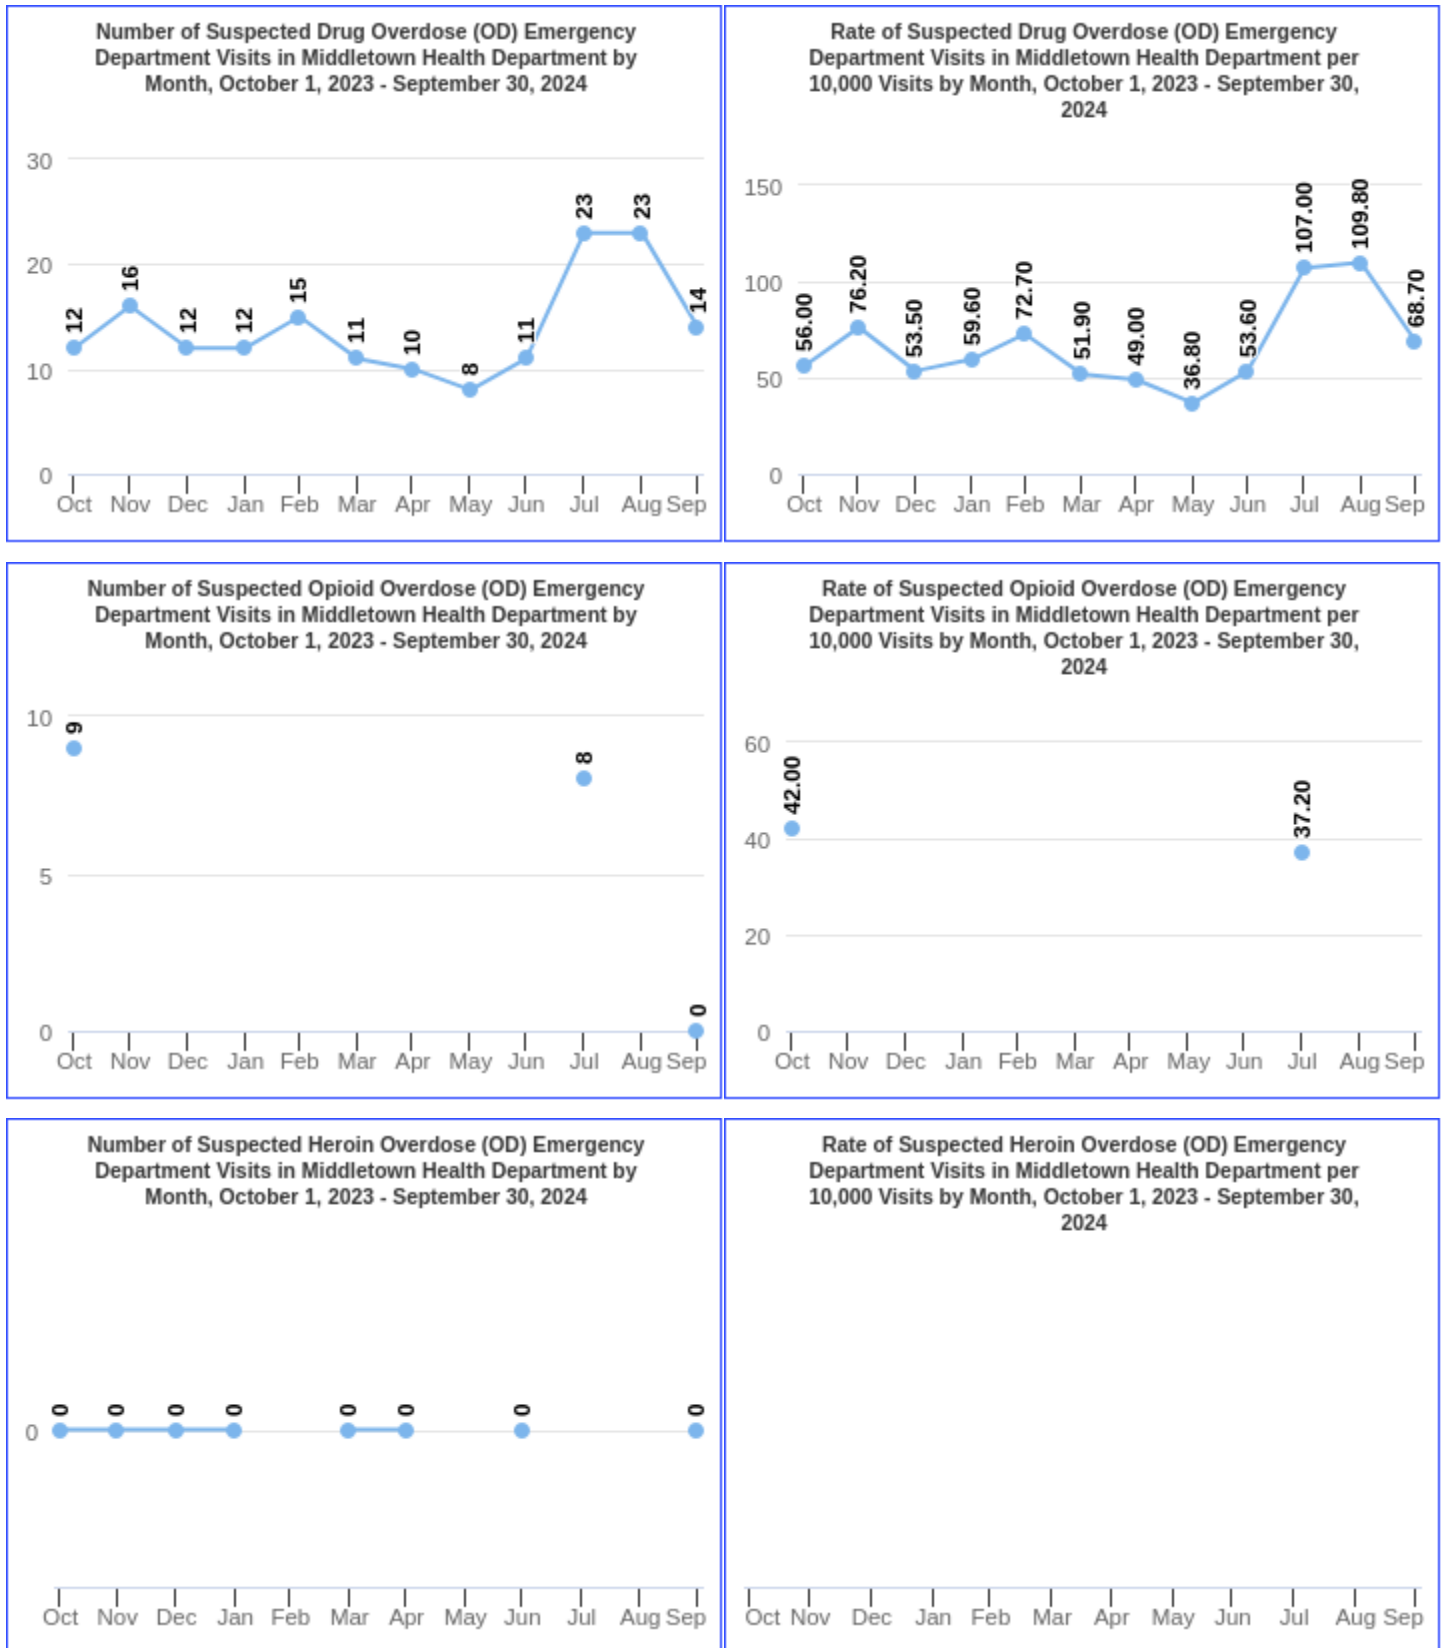 Number of Suspected Drug Overdose (OD) Emergency
Department Visits in Middletown Health Department by
Month, October 1, 2023 - September 30, 2024
30
20
10
0
12
16
12
12
15
11
10
8
11
23
23
14
Oct Nov Dec Jan Feb Mar Apr May Jun Jul Aug Sep
Rate of Suspected Drug Overdose (OD) Emergency
Department Visits in Middletown Health Department per
10,000 Visits by Month, October 1, 2023 - September 30,
2024
150
100
50
0
56.00
76.20
53.50
59.60
72.70
51.90
49.00
36.80
53.60
107.00
109.80
68.70
Oct Nov Dec Jan Feb Mar Apr May Jun Jul Aug Sep
Number of Suspected Opioid Overdose (OD) Emergency
Department Visits in Middletown Health Department by
Month, October 1, 2023 - September 30, 2024
10
5
0
9
8
0
Oct Nov Dec Jan Feb Mar Apr May Jun Jul Aug Sep
Rate of Suspected Opioid Overdose (OD) Emergency
Department Visits in Middletown Health Department per
10,000 Visits by Month, October 1, 2023 - September 30,
2024
60
40
20
0
42.00
37.20
Oct Nov Dec Jan Feb Mar Apr May Jun Jul Aug Sep
Number of Suspected Heroin Overdose (OD) Emergency
Department Visits in Middletown Health Department by
Month, October 1, 2023 - September 30, 2024
0
0
0
0
0
0
0
0
0
Oct Nov Dec Jan Feb Mar Apr May Jun Jul Aug Sep
Rate of Suspected Heroin Overdose (OD) Emergency
Department Visits in Middletown Health Department per
10,000 Visits by Month, October 1, 2023 - September 30,
2024
Oct Nov Dec Jan Feb Mar Apr May Jun Jul Aug Sep